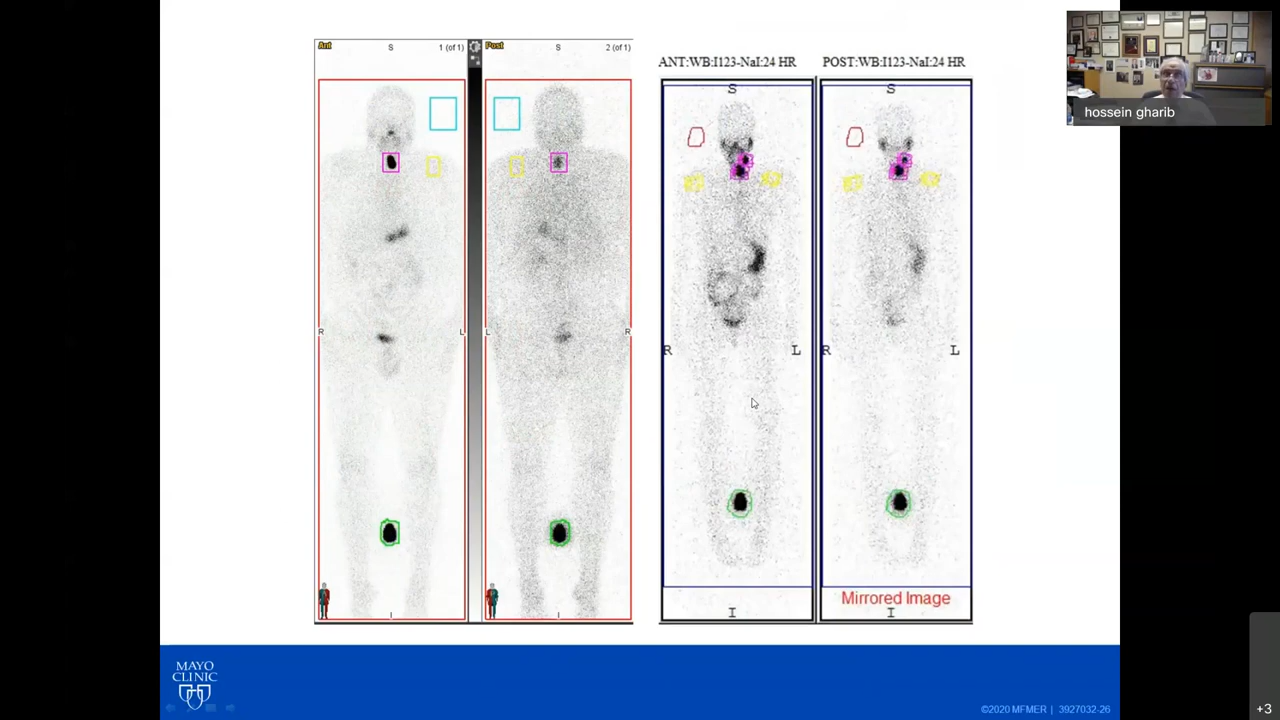 Ant S 1 (of 1)
Post S 2 (of 1)
R L
L R
I
I
ANT:WB:I123-NaI:24 HR
POST:WB:I123-NaI:24 HR
S
S
R L
R L
Mirrored Image
I
I
hossein gharib
MAYO
CLINIC
©2020 MFMER | 3927032-26
+3